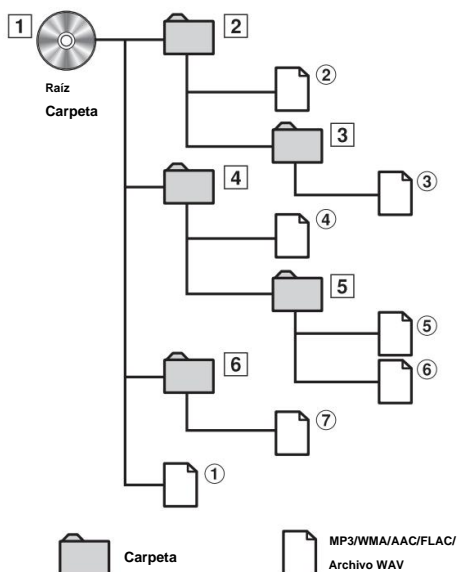 1
2
Raíz
Carpeta
②
3
4
③
④
5
⑤
⑥
6
⑦
①
Carpeta
MP3/WMA/AAC/FLAC/
Archivo WAV